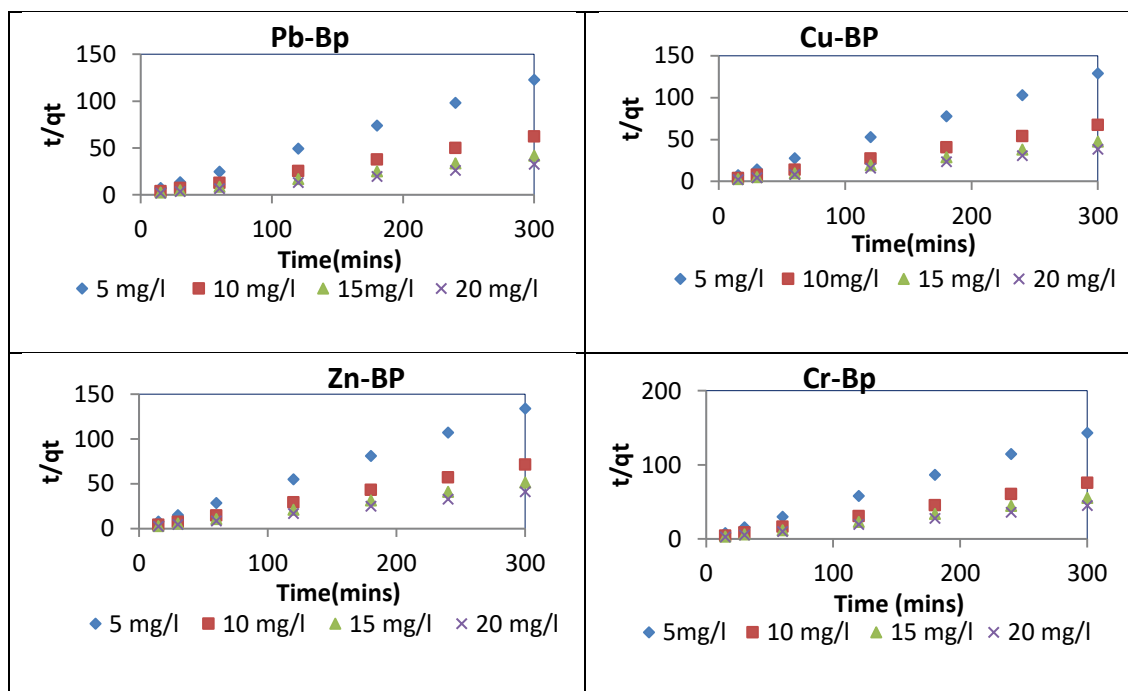 Pb-Bp
150
100
50
0
t/qt
0 100 200 300
Time(mins)
5 mg/l 10 mg/l 15mg/l 20 mg/l
Cu-BP
150
100
50
0
t/qt
0 100 200 300
Time(mins)
5 mg/l 10mg/l 15 mg/l 20 mg/l
Zn-BP
150
100
50
0
t/qt
0 100 200 300
Time(mins)
5 mg/l 10 mg/l 15 mg/l 20 mg/l
Cr-Bp
200
100
0
t/qt
0 100 200 300
Time (mins)
5mg/l 10 mg/l 15 mg/l 20 mg/l